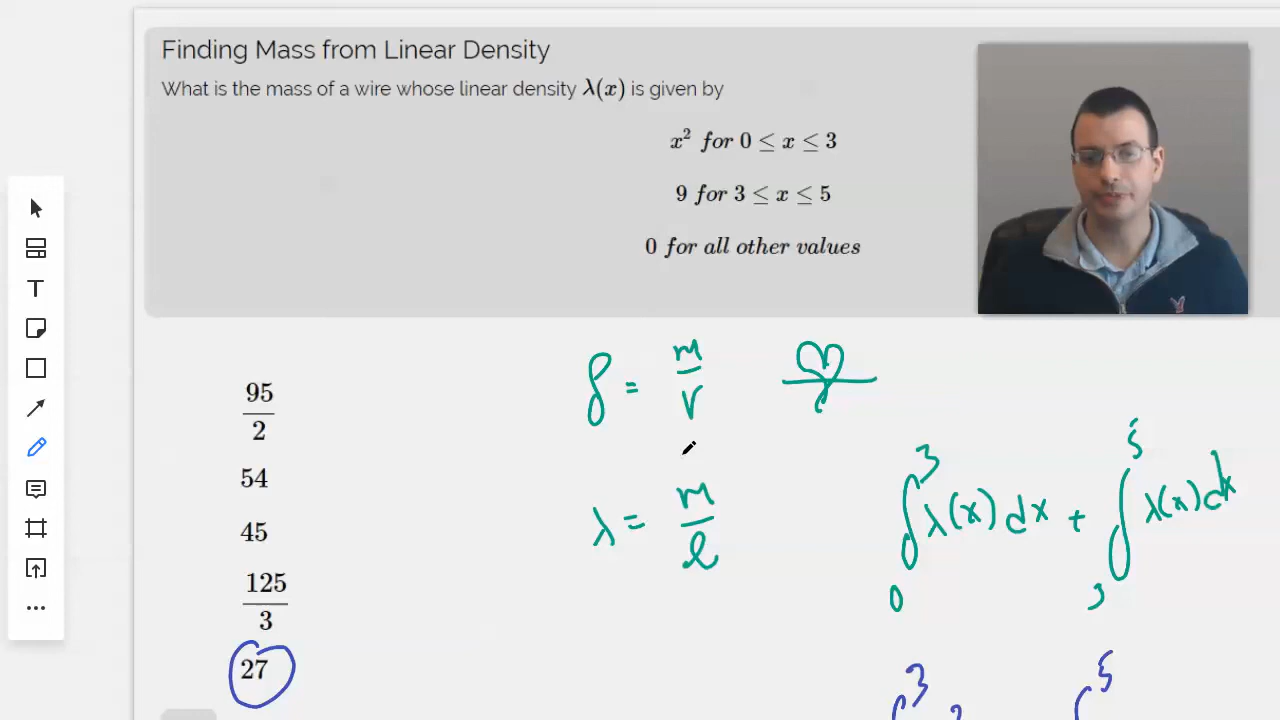 Finding Mass from Linear Density
What is the mass of a wire whose linear density λ(x) is given by
x² for 0 ≤ x ≤ 3
9 for 3 ≤ x ≤ 5
0 for all other values
95/2
54
45
125/3
27
ρ = m/V
λ = m/l
∫₀³ λ(x) dx + ∫₃⁵ λ(x) dx
3 5
T